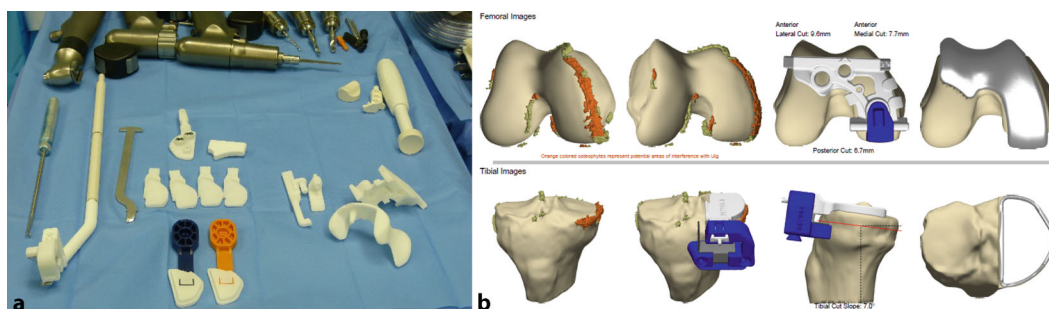 a
Femoral Images
Anterior
Lateral Cut: 9.6mm
Anterior
Medial Cut: 7.7mm
Posterior Cut: 6.7mm
Orange colored osteophytes represent potential areas of interference with iJig
Tibial Images
Tibial Cut Slope: 7.0°
b